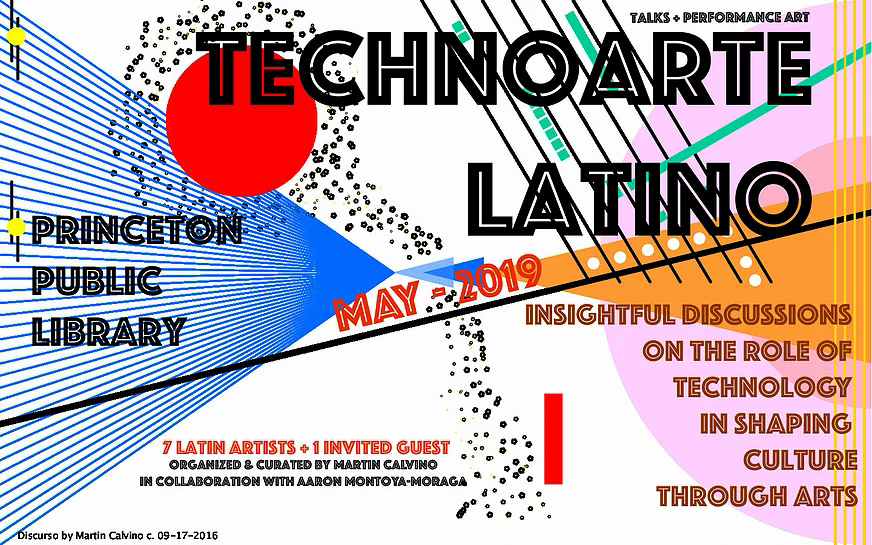 TALKS + PERFORMANCE ART
TECHNOARTE
LATINO
PRINCETON
PUBLIC
LIBRARY
MAY - 2019
INSIGHTFUL DISCUSSIONS
ON THE ROLE OF
TECHNOLOGY
IN SHAPING
CULTURE
THROUGH ARTS
7 LATIN ARTISTS + 1 INVITED GUEST
ORGANIZED & CURATED BY MARTIN CALVINO
IN COLLABORATION WITH AARON MONTOYA-MORAGA
Discurso by Martin Calvino c. 09-17-2016